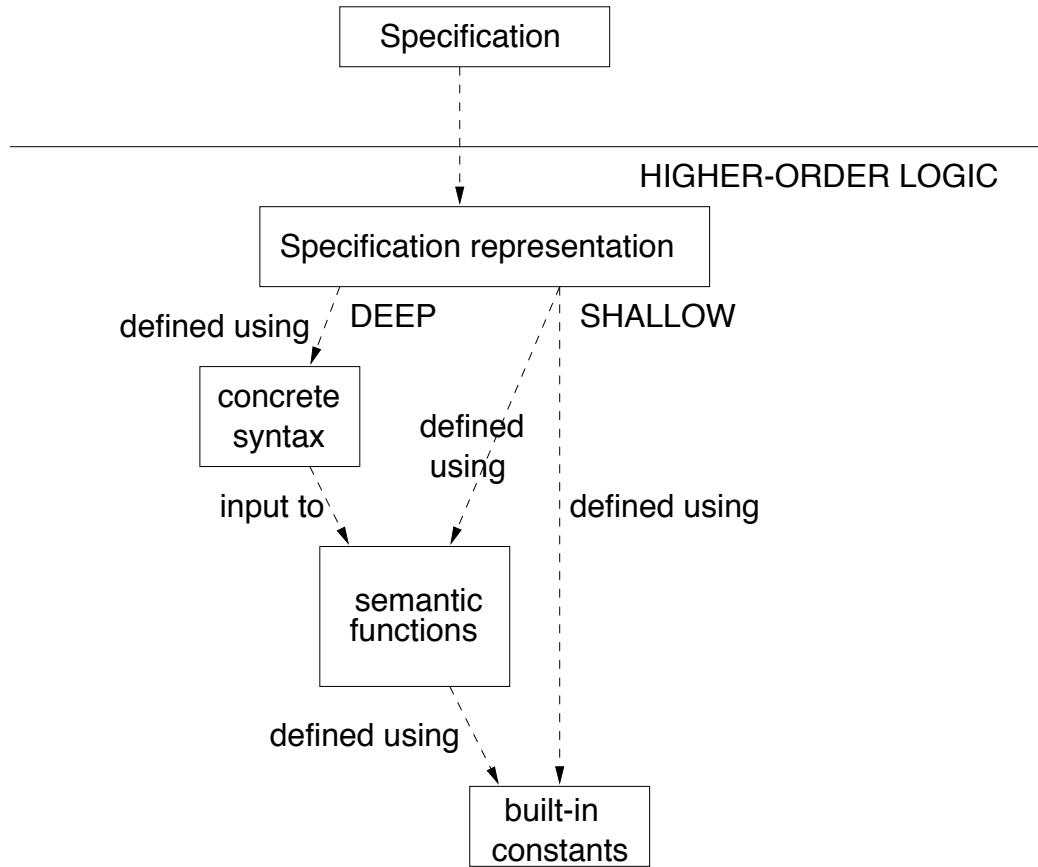 Specification
HIGHER-ORDER LOGIC
Specification representation
defined using
DEEP
SHALLOW
concrete
syntax
defined
using
input to
defined using
semantic
functions
defined using
built-in
constants